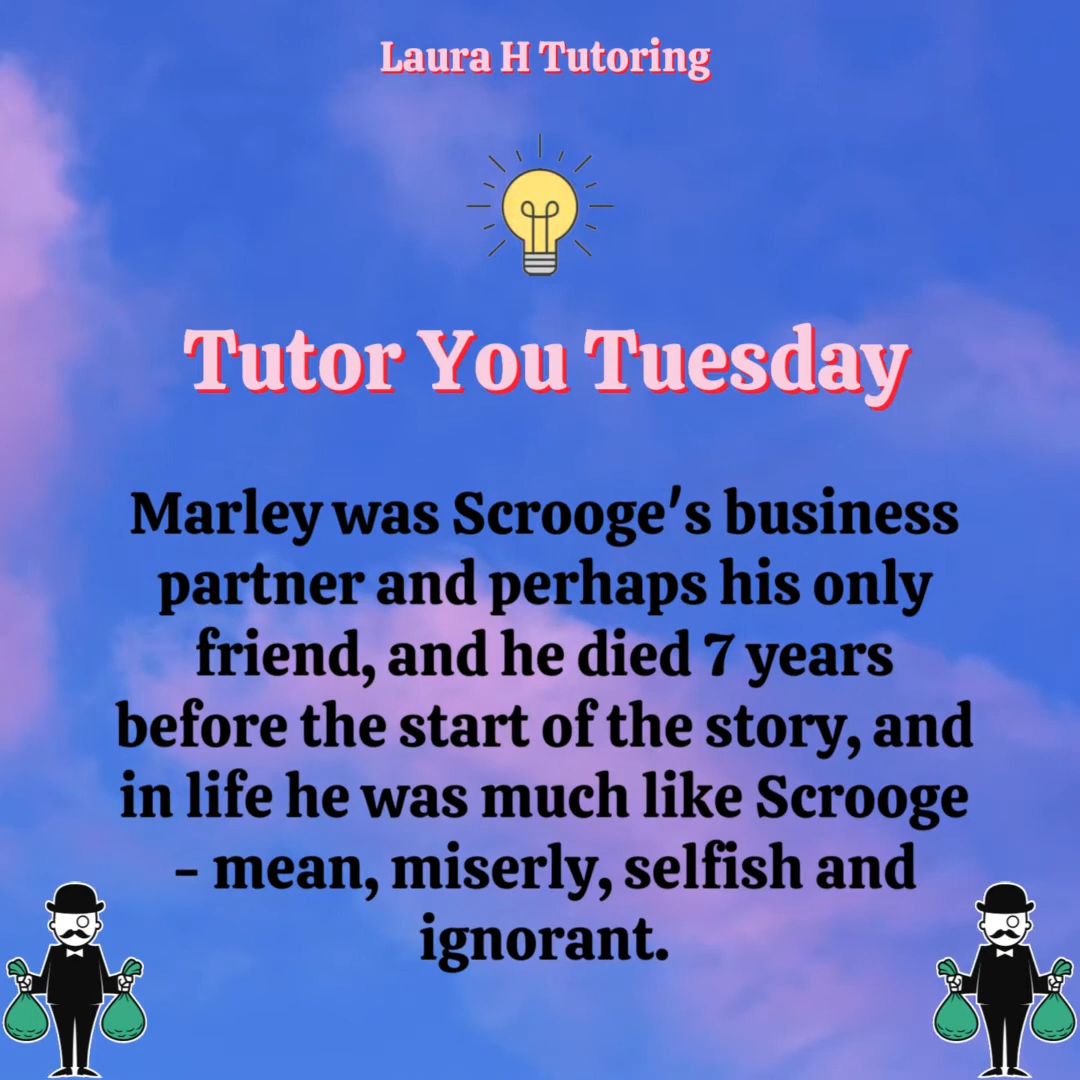 Laura H Tutoring
Tutor You Tuesday
Marley was Scrooge's business
partner and perhaps his only
friend, and he died 7 years
before the start of the story, and
in life he was much like Scrooge
- mean, miserly, selfish and
ignorant.